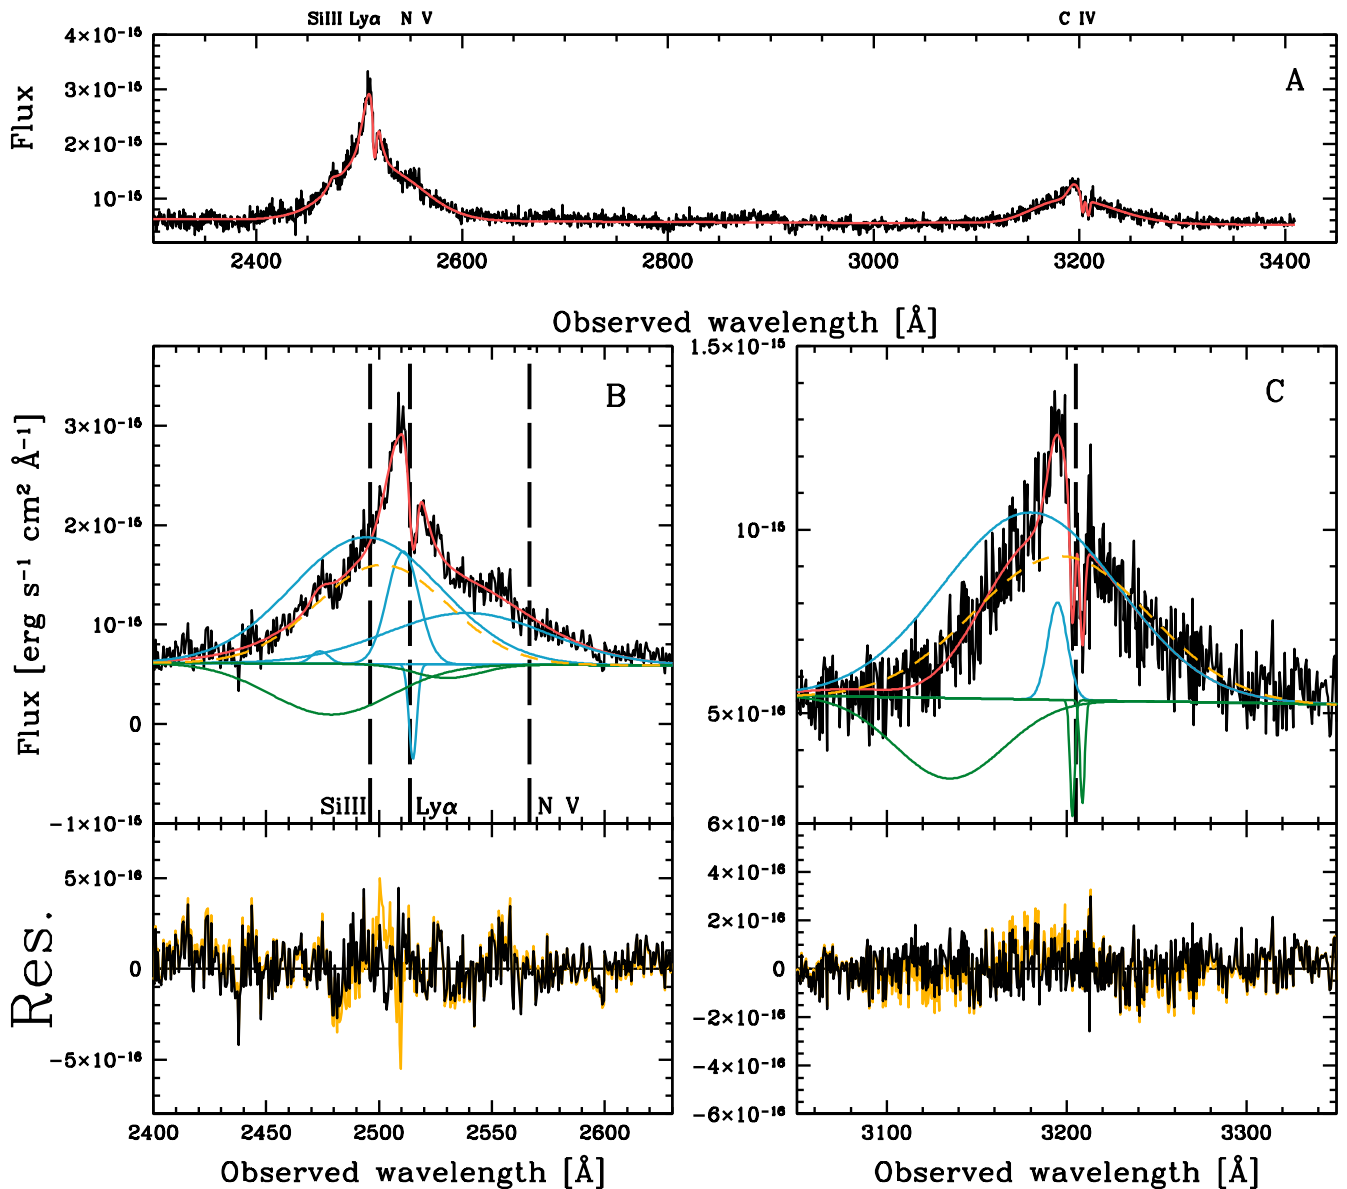 SiIII Lyα N V C IV
4×10⁻¹⁶
3×10⁻¹⁶
2×10⁻¹⁶
10⁻¹⁶
Flux
A
2400 2600 2800 3000 3200 3400
Observed wavelength [Å]
3×10⁻¹⁶
2×10⁻¹⁶
10⁻¹⁶
0
−1×10⁻¹⁶
Flux [erg s⁻¹ cm² Å⁻¹]
B
SiIII Lyα N V
1.5×10⁻¹⁵
10⁻¹⁶
5×10⁻¹⁶
C
5×10⁻¹⁶
0
−5×10⁻¹⁶
Res.
6×10⁻¹⁶
4×10⁻¹⁶
2×10⁻¹⁶
0
−2×10⁻¹⁶
−4×10⁻¹⁶
−6×10⁻¹⁶
2400 2450 2500 2550 2600
3100 3200 3300
Observed wavelength [Å]
Observed wavelength [Å]